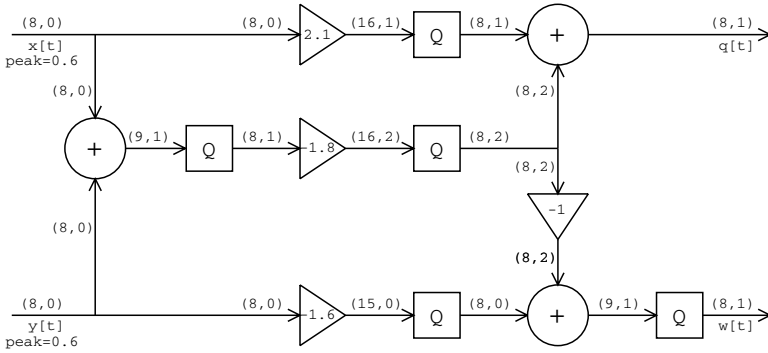 (8,0) (8,0) (16,1) (8,1) (8,1)
2.1 Q +
x[t] q[t]
peak=0.6
(8,0) (8,2)
(9,1) (8,1) (16,2) (8,2)
+ Q -1.8 Q
(8,2)
-1
(8,0)
(8,2)
(8,0) (8,0) (15,0) (8,0) (9,1) (8,1)
-1.6 Q + Q
y[t] w[t]
peak=0.6